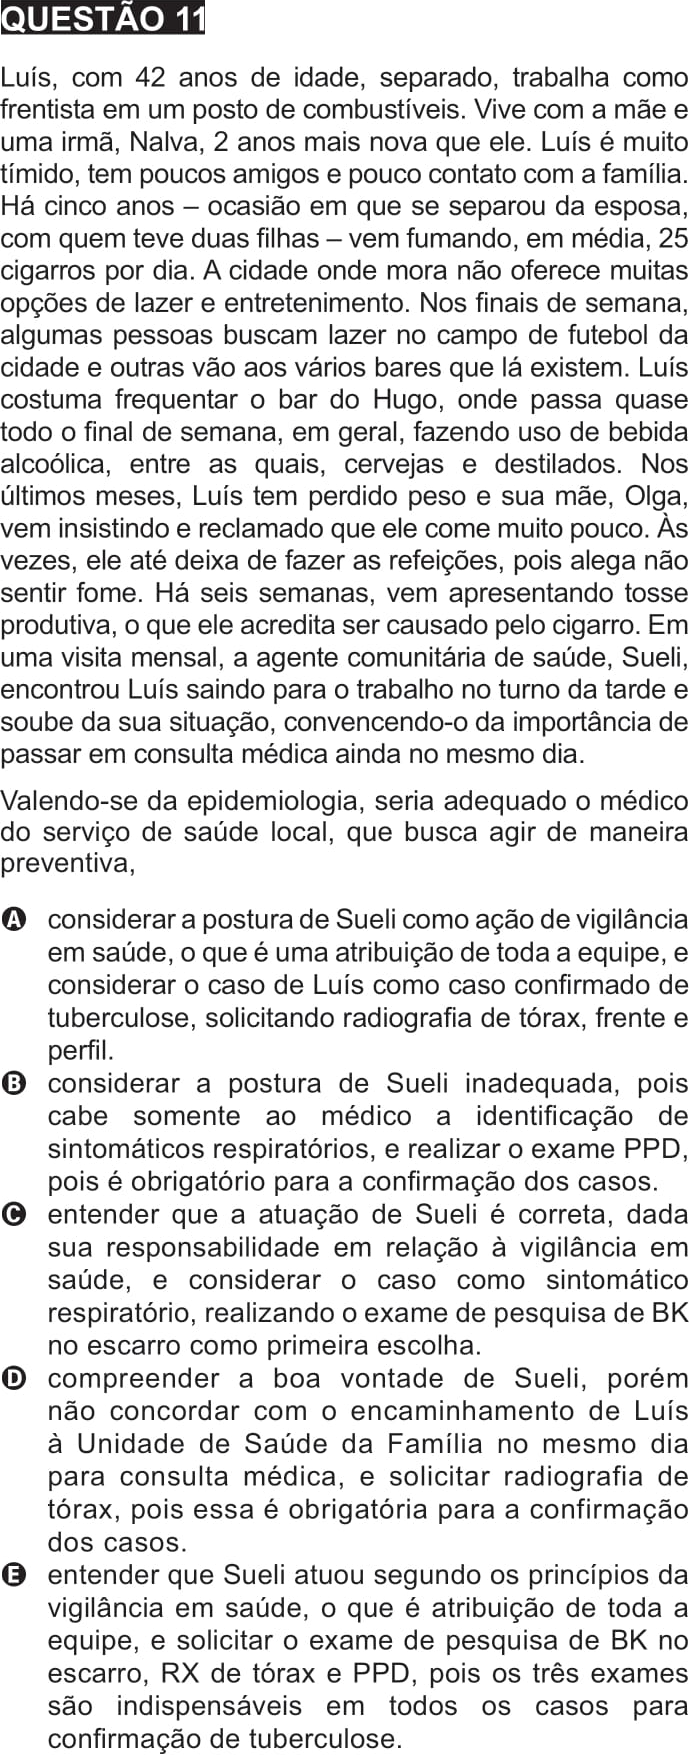 QUESTÃO 11
Luís, com 42 anos de idade, separado, trabalha como
frentista em um posto de combustíveis. Vive com a mãe e
uma irmã, Nalva, 2 anos mais nova que ele. Luís é muito
tímido, tem poucos amigos e pouco contato com a família.
Há cinco anos – ocasião em que se separou da esposa,
com quem teve duas filhas – vem fumando, em média, 25
cigarros por dia. A cidade onde mora não oferece muitas
opções de lazer e entretenimento. Nos finais de semana,
algumas pessoas buscam lazer no campo de futebol da
cidade e outras vão aos vários bares que lá existem. Luís
costuma frequentar o bar do Hugo, onde passa quase
todo o final de semana, em geral, fazendo uso de bebida
alcoólica, entre as quais, cervejas e destilados. Nos
últimos meses, Luís tem perdido peso e sua mãe, Olga,
vem insistindo e reclamado que ele come muito pouco. Às
vezes, ele até deixa de fazer as refeições, pois alega não
sentir fome. Há seis semanas, vem apresentando tosse
produtiva, o que ele acredita ser causado pelo cigarro. Em
uma visita mensal, a agente comunitária de saúde, Sueli,
encontrou Luís saindo para o trabalho no turno da tarde e
soube da sua situação, convencendo-o da importância de
passar em consulta médica ainda no mesmo dia.
Valendo-se da epidemiologia, seria adequado o médico
do serviço de saúde local, que busca agir de maneira
preventiva,
A considerar a postura de Sueli como ação de vigilância
em saúde, o que é uma atribuição de toda a equipe, e
considerar o caso de Luís como caso confirmado de
tuberculose, solicitando radiografia de tórax, frente e
perfil.
B considerar a postura de Sueli inadequada, pois
cabe somente ao médico a identificação de
sintomáticos respiratórios, e realizar o exame PPD,
pois é obrigatório para a confirmação dos casos.
C entender que a atuação de Sueli é correta, dada
sua responsabilidade em relação à vigilância em
saúde, e considerar o caso como sintomático
respiratório, realizando o exame de pesquisa de BK
no escarro como primeira escolha.
D compreender a boa vontade de Sueli, porém
não concordar com o encaminhamento de Luís
à Unidade de Saúde da Família no mesmo dia
para consulta médica, e solicitar radiografia de
tórax, pois essa é obrigatória para a confirmação
dos casos.
E entender que Sueli atuou segundo os princípios da
vigilância em saúde, o que é atribuição de toda a
equipe, e solicitar o exame de pesquisa de BK no
escarro, RX de tórax e PPD, pois os três exames
são indispensáveis em todos os casos para
confirmação de tuberculose.